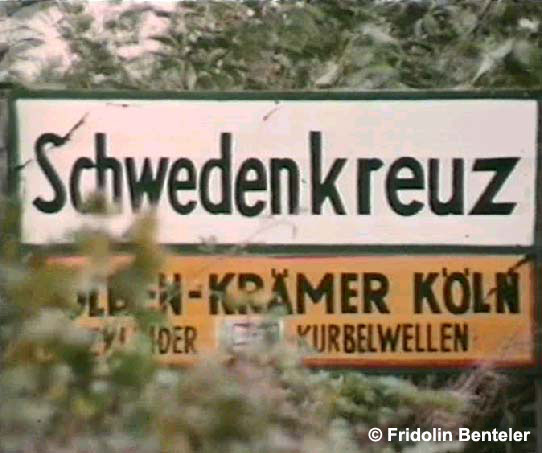 Schwedenkreuz
-KRÄMER KÖLN
KURBELWELLEN
© Fridolin Benteler